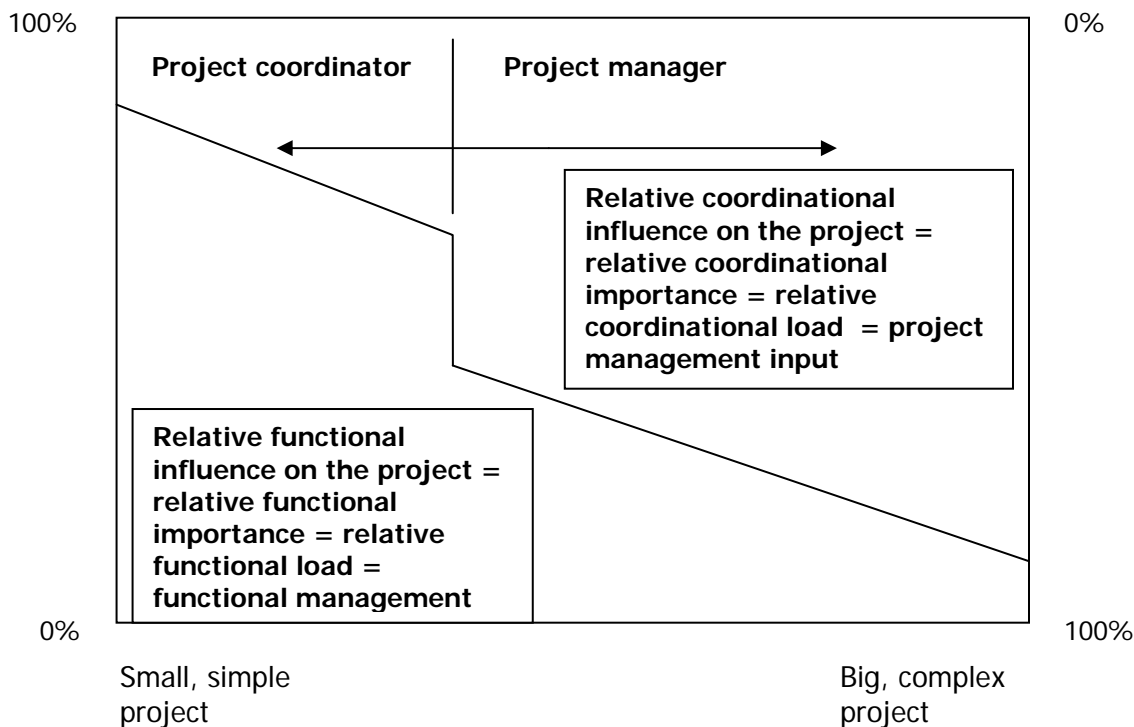 100%
0%
Project coordinator
Project manager
Relative coordinational
influence on the project =
relative coordinational
importance = relative
coordinational load = project
management input
Relative functional
influence on the project =
relative functional
importance = relative
functional load =
functional management
0%
100%
Small, simple
project
Big, complex
project